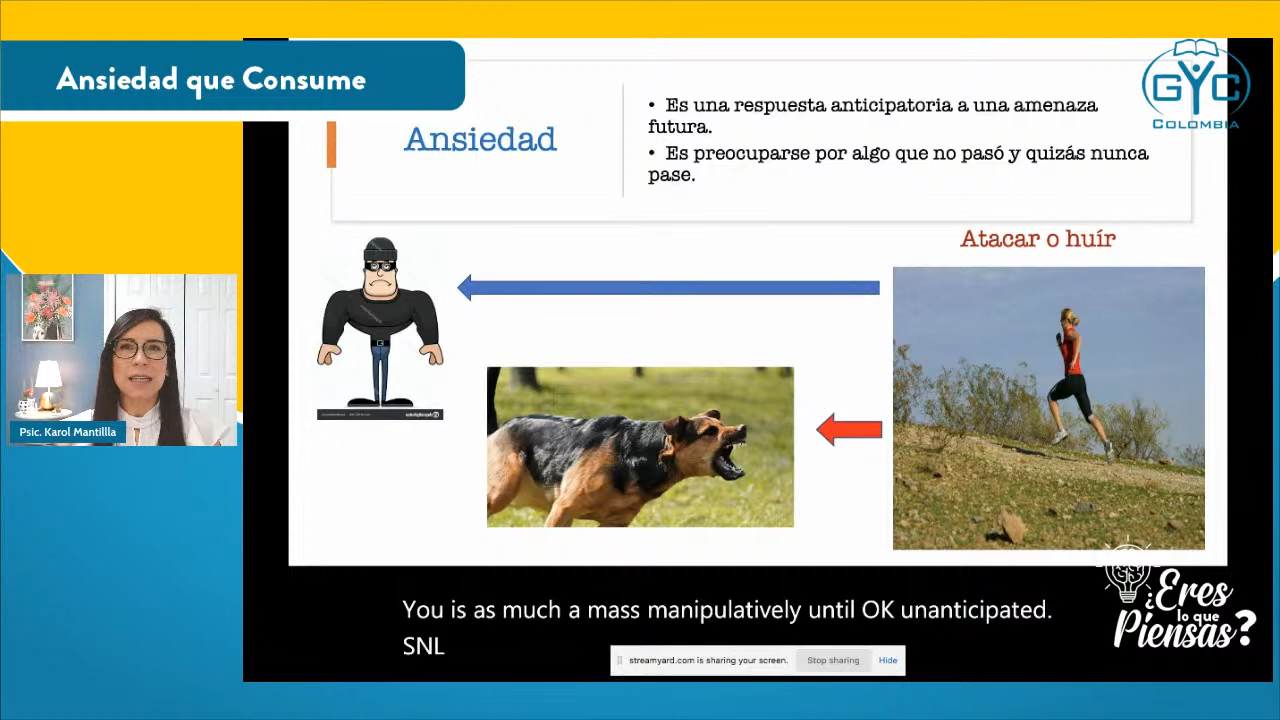 Ansiedad que Consume
GYC
COLOMBIA
Ansiedad
• Es una respuesta anticipatoria a una amenaza
futura.
• Es preocuparse por algo que no pasó y quizás nunca
pase.
Atacar o huír
Psic. Karol Mantillla
You is as much a mass manipulatively until OK unanticipated.
SNL
streamyard.com is sharing your screen.
Stop sharing
Hide
¿Eres
lo que
Piensas?